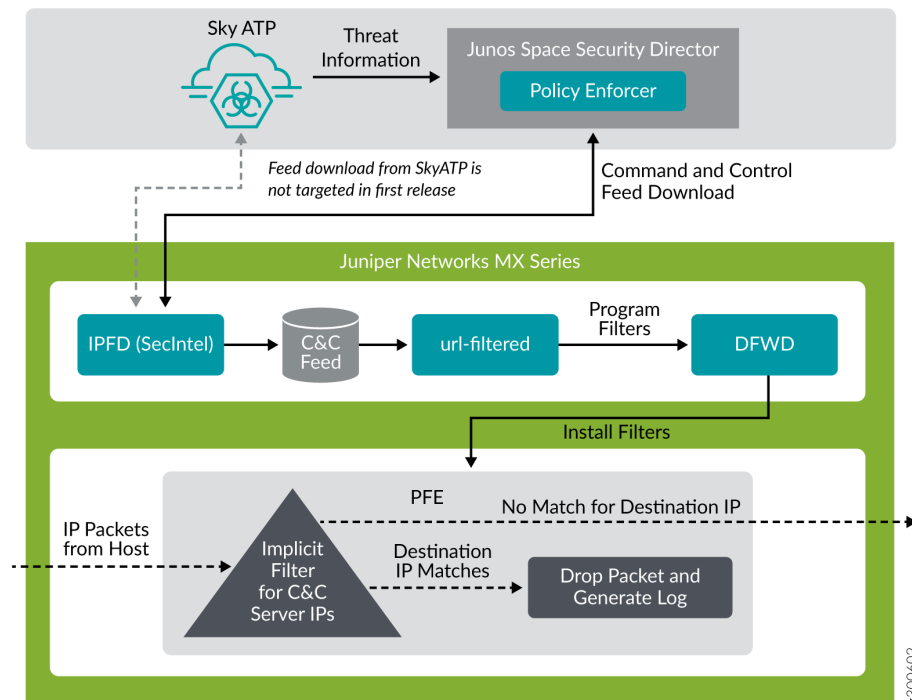 Sky ATP
Threat
Information
Junos Space Security Director
Policy Enforcer
Feed download from SkyATP is
not targeted in first release
Command and Control
Feed Download
Juniper Networks MX Series
IPFD (SecIntel)
C&C
Feed
url-filtered
Program
Filters
DFWD
Install Filters
PFE
No Match for Destination IP
IP Packets
from Host
Implicit
Filter
for C&C
Server IPs
Destination
IP Matches
Drop Packet and
Generate Log